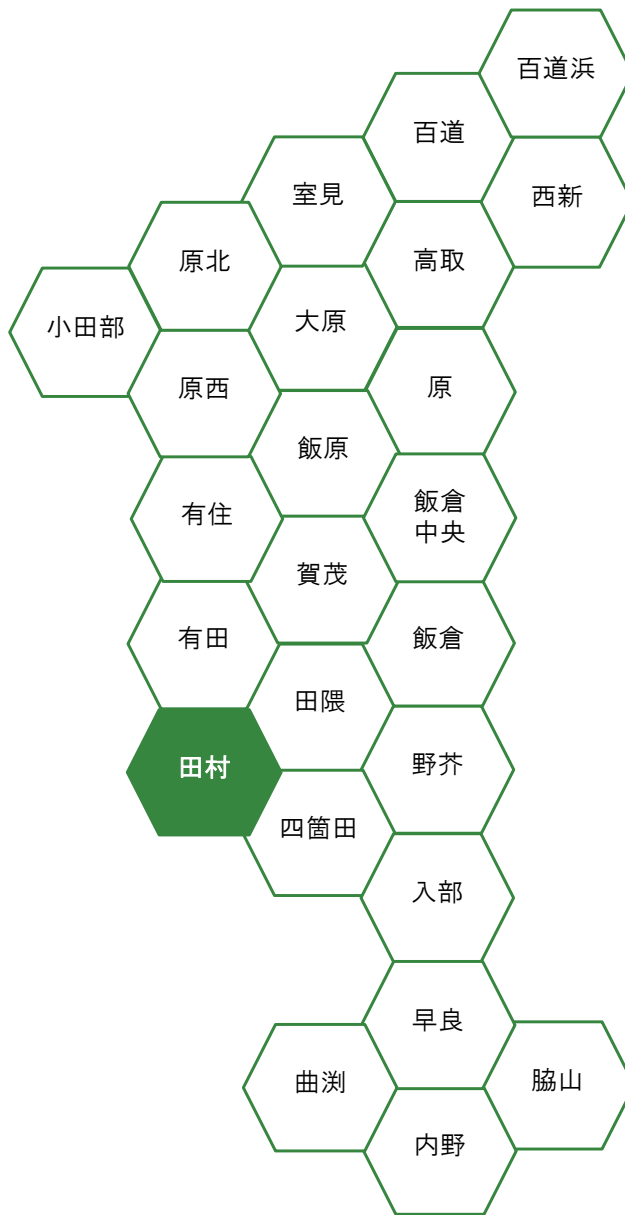 百道浜
百道
室見
西新
原北
高取
小田部
大原
原西
原
飯原
有住
飯倉
中央
賀茂
有田
飯倉
田隈
田村
野芥
四箇田
入部
早良
曲渕
脇山
内野